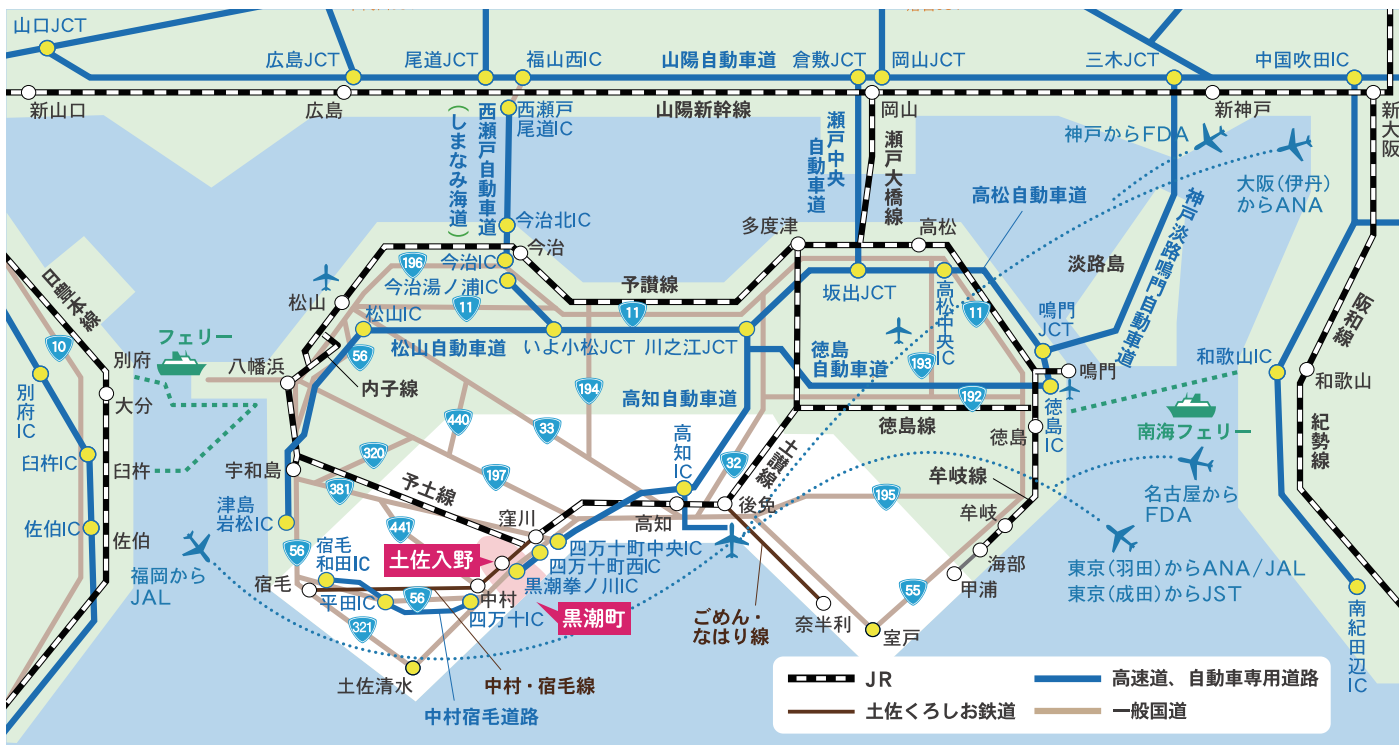 山口JCT
広島JCT
尾道JCT
福山西IC
山陽自動車道
倉敷JCT
岡山JCT
三木JCT
中国吹田IC
新山口
広島
山陽新幹線
岡山
新神戸
新大阪
西瀬戸
尾道IC
西瀬戸自動車道
(しまなみ海道)
瀬戸中央
自動車道
瀬戸大橋線
神戸からFDA
大阪(伊丹)
からANA
高松自動車道
神戸淡路鳴門自動車道
淡路島
今治北IC
今治
今治IC
今治湯ノ浦IC
多度津
高松
196
11
予讃線
11
坂出JCT
高松中央IC
11
鳴門
JCT
松山
松山IC
56
松山自動車道
いよ小松JCT
川之江JCT
徳島
自動車道
193
192
鳴門
徳島IC
日豊本線
10
フェリー
別府
八幡浜
内子線
大分
別府
IC
194
高知自動車道
440
33
徳島線
徳島
南海フェリー
和歌山IC
和歌山
阪和線
紀勢線
臼杵IC
臼杵
宇和島
320
381
予土線
197
高知
IC
32
土讃線
195
牟岐線
牟岐
名古屋から
FDA
津島
岩松IC
441
窪川
高知
後免
佐伯IC
佐伯
56
宿毛
和田IC
土佐入野
四万十町中央IC
四万十町西IC
黒潮拳ノ川IC
海部
甲浦
東京(羽田)からANA/JAL
東京(成田)からJST
福岡から
JAL
宿毛
平田IC
56
中村
四万十IC
黒潮町
ごめん・
なはり線
奈半利
55
室戸
南紀田辺IC
321
土佐清水
中村・宿毛線
中村宿毛道路
JR
高速道、自動車専用道路
土佐くろしお鉄道
一般国道